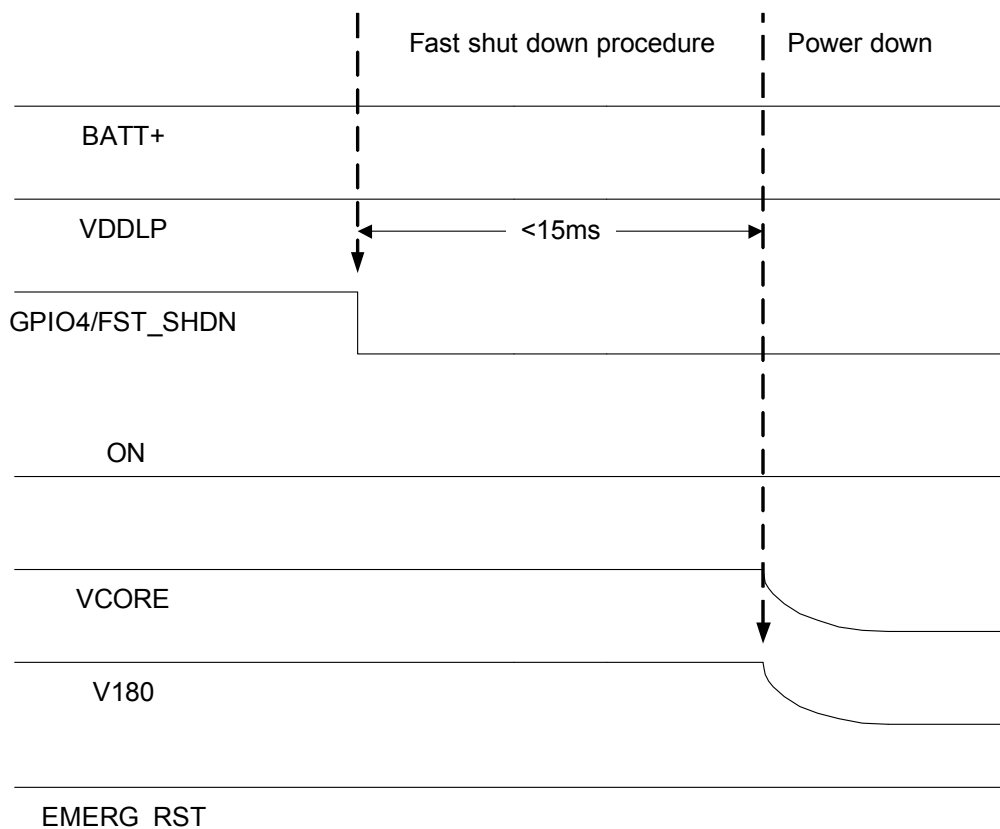 Fast shut down procedure
Power down
BATT+
VDDLP
<15ms
GPIO4/FST_SHDN
ON
VCORE
V180
EMERG_RST